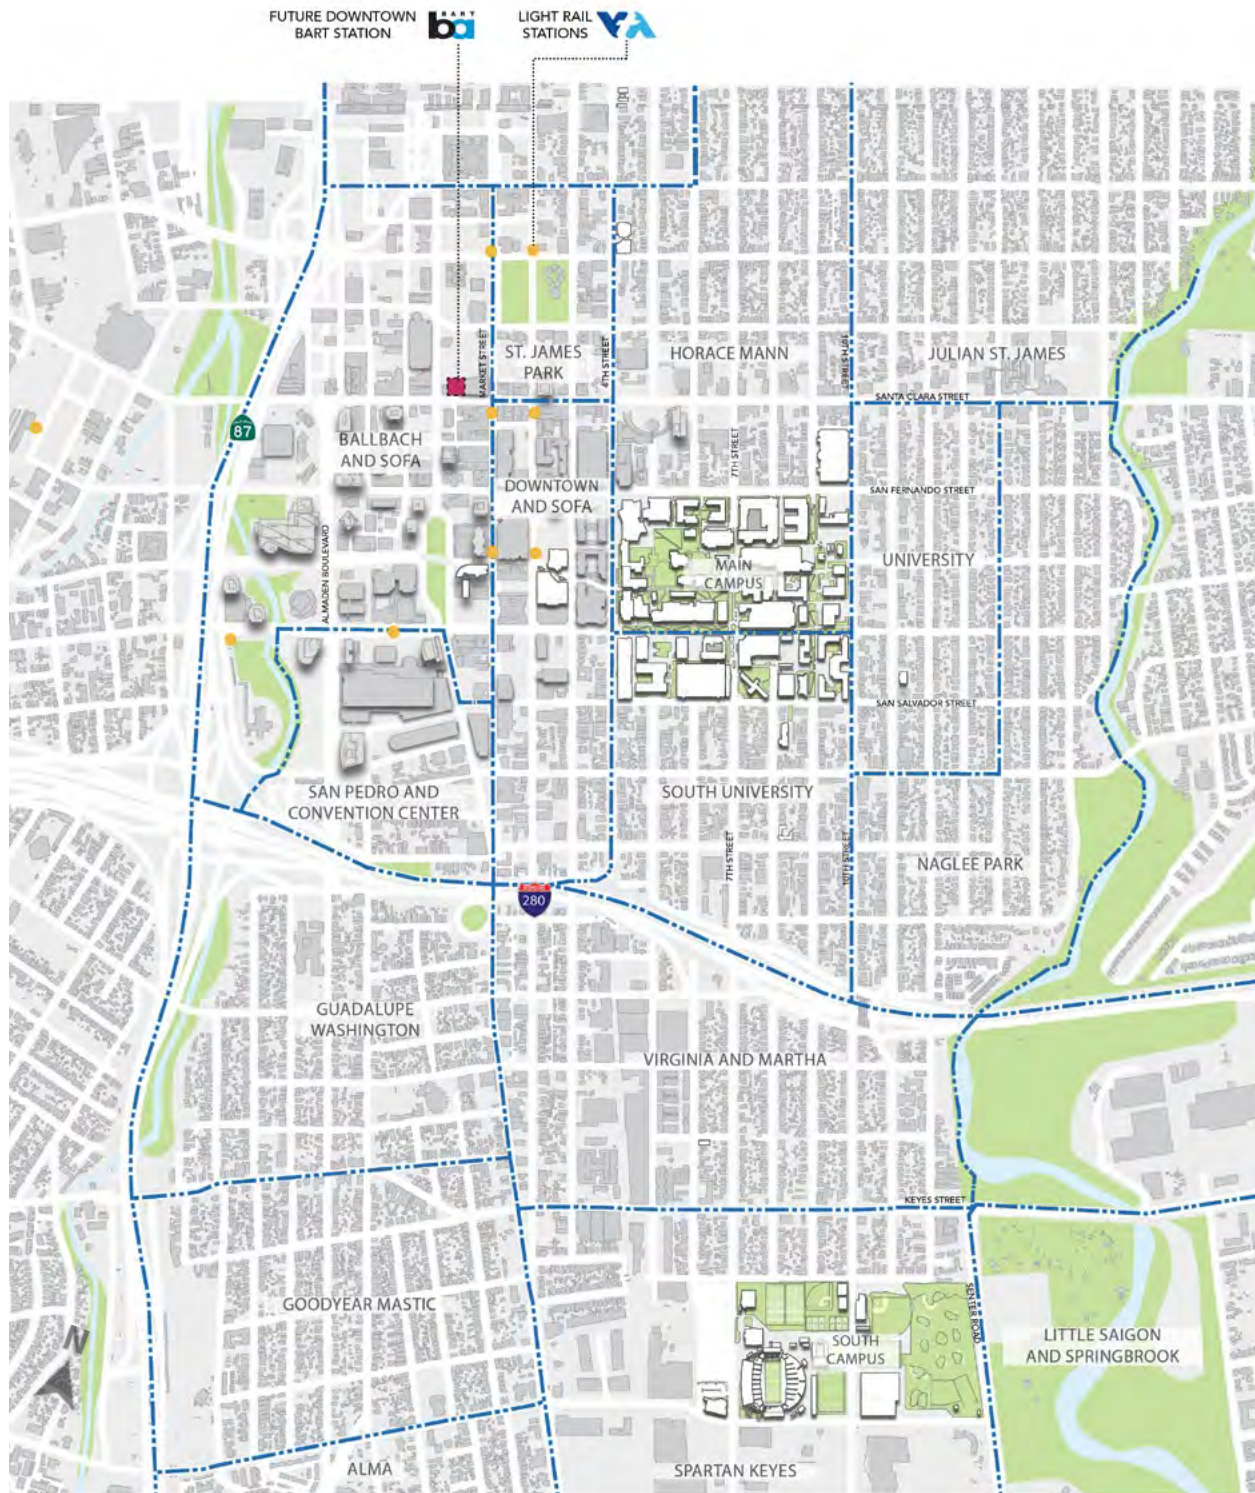 FUTURE DOWNTOWN
BART STATION
BART
ba
LIGHT RAIL
STATIONS
MARKET STREET
ST. JAMES
PARK
4TH STREET
HORACE MANN
10TH STREET
JULIAN ST. JAMES
SANTA CLARA STREET
87
BALLBACH
AND SOFA
7TH STREET
DOWNTOWN
AND SOFA
SAN FERNANDO STREET
ALMADEN BOULEVARD
MAIN
CAMPUS
UNIVERSITY
SAN SALVADOR STREET
SAN PEDRO AND
CONVENTION CENTER
SOUTH UNIVERSITY
7TH STREET
10TH STREET
NAGLEE PARK
280
GUADALUPE
WASHINGTON
VIRGINIA AND MARTHA
KEYES STREET
GOODYEAR MASTIC
SENTER ROAD
N
SOUTH
CAMPUS
LITTLE SAIGON
AND SPRINGBROOK
ALMA
SPARTAN KEYES